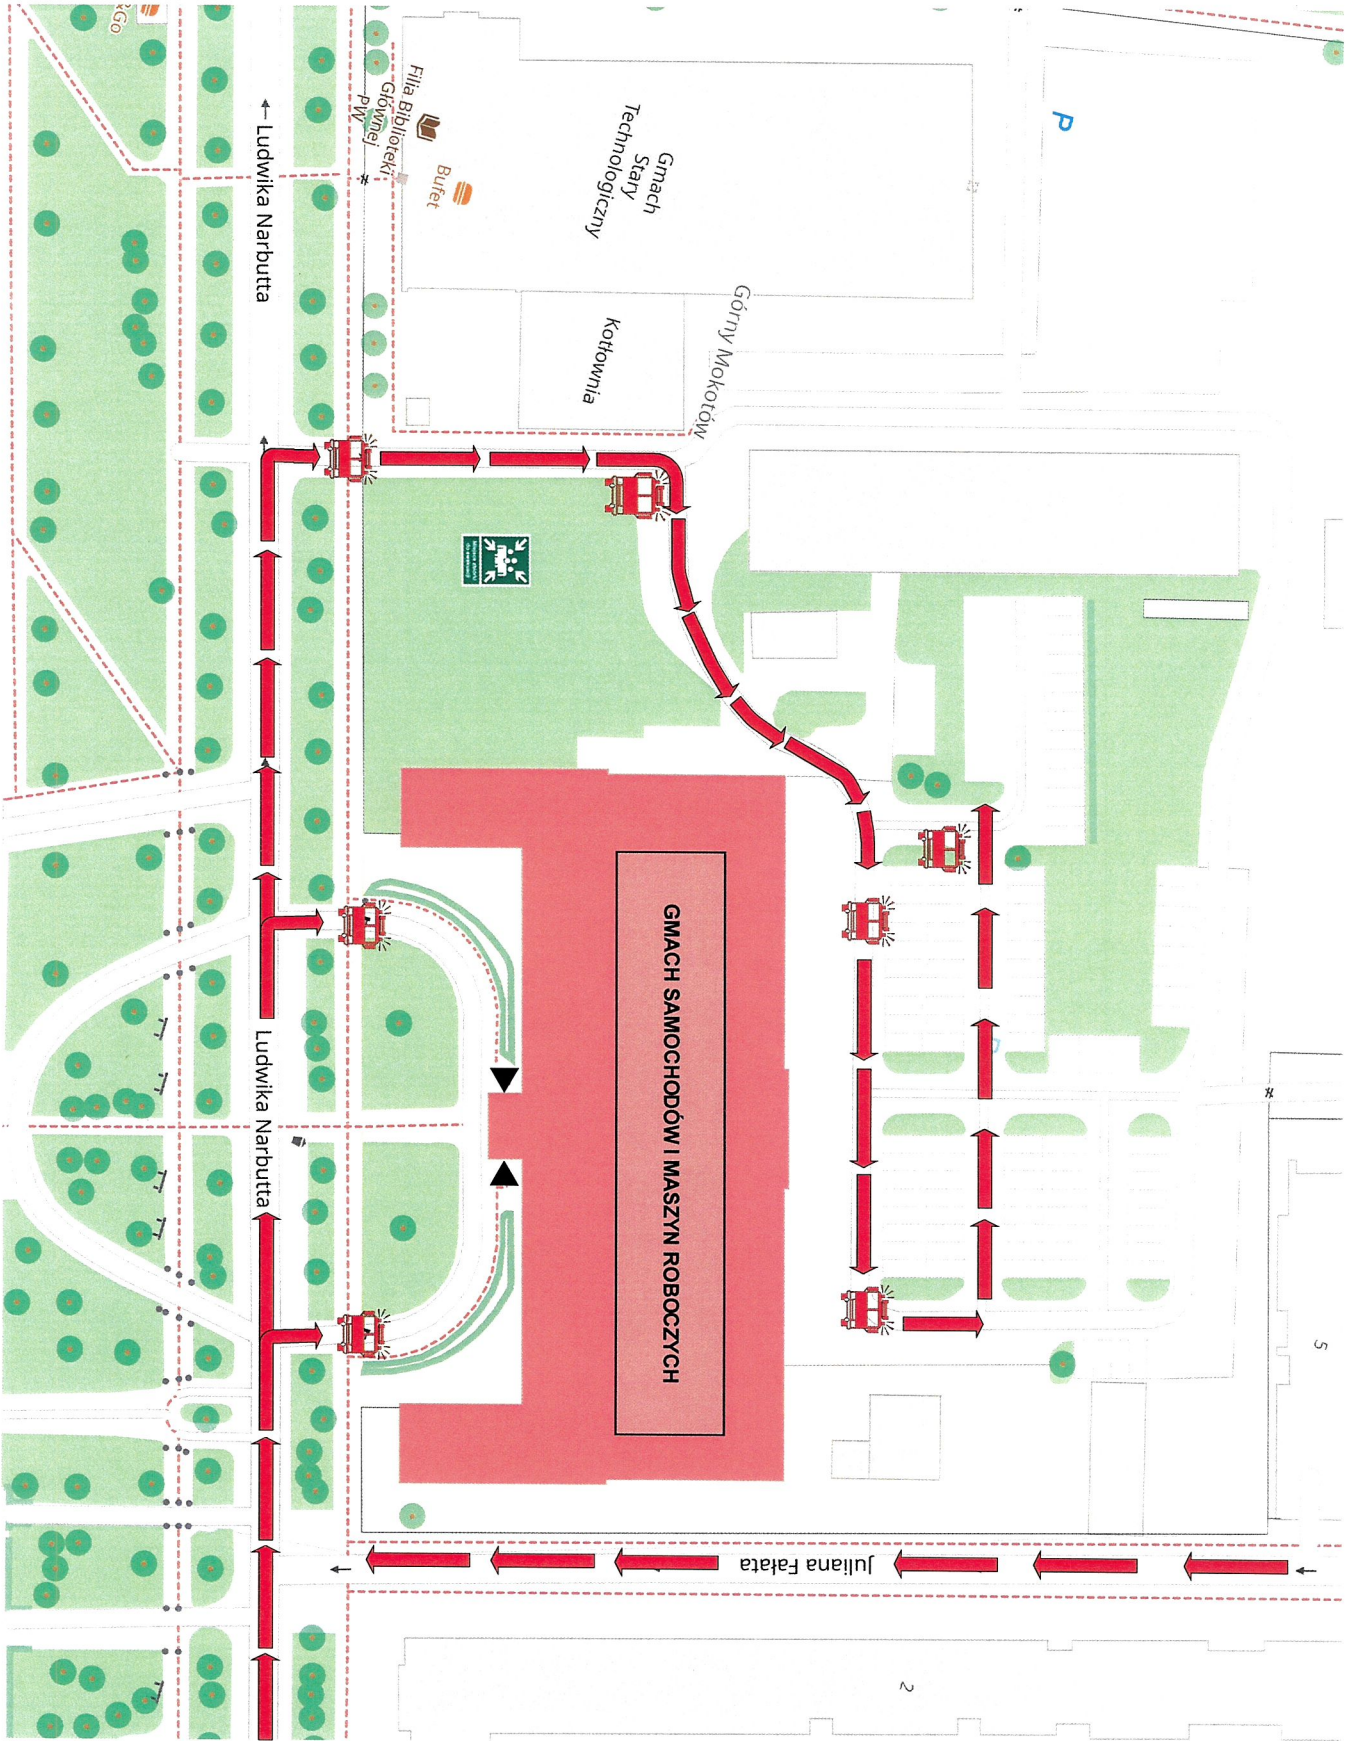 &Go
← Ludwika Narbutta
Filia Biblioteki
Głównej
PW
Bufet
Gmach
Stary
Technologiczny
P
Kotłownia
Górny Mokotów
GMACH SAMOCHODÓW I MASZYN ROBOCZYCH
Ludwika Narbutta
Juliana Fałata
5
2